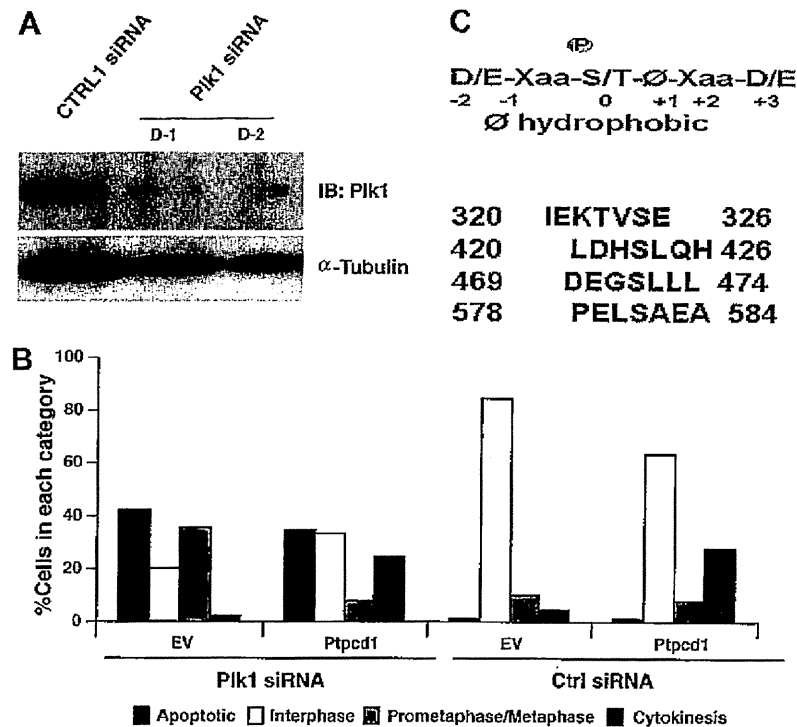 A
CTRL1 siRNA
Plk1 siRNA
D-1 D-2
IB: Plk1
α-Tubulin
C
P
D/E-Xaa-S/T-Ø-Xaa-D/E
-2 -1 0 +1 +2 +3
Ø hydrophobic
320 IEKTVSE 326
420 LDHSLQH 426
469 DEGSLLL 474
578 PELSAEA 584
B
%Cells in each category
100
80
60
40
20
0
EV Ptpcd1 EV Ptpcd1
Plk1 siRNA Ctrl siRNA
Apoptotic Interphase Prometaphase/Metaphase Cytokinesis